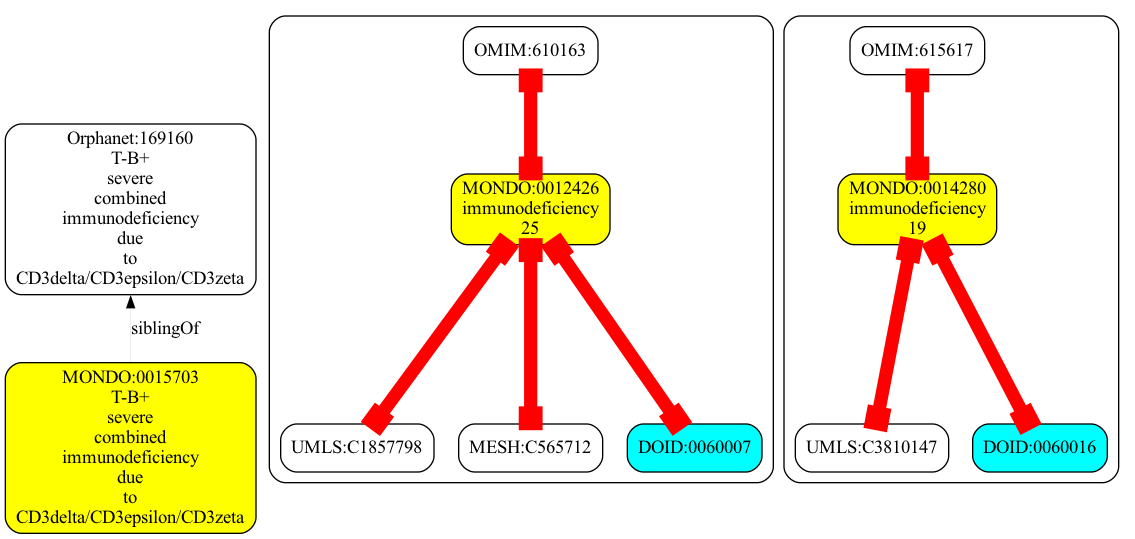 Orphanet:169160
T-B+
severe
combined
immunodeficiency
due
to
CD3delta/CD3epsilon/CD3zeta
siblingOf
MONDO:0015703
T-B+
severe
combined
immunodeficiency
due
to
CD3delta/CD3epsilon/CD3zeta
OMIM:610163
MONDO:0012426
immunodeficiency
25
UMLS:C1857798
MESH:C565712
DOID:0060007
OMIM:615617
MONDO:0014280
immunodeficiency
19
UMLS:C3810147
DOID:0060016